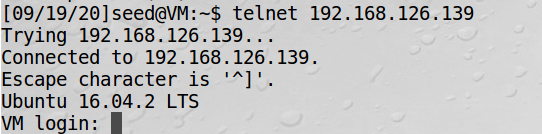 [09/19/20]seed@VM:~$ telnet 192.168.126.139
Trying 192.168.126.139...
Connected to 192.168.126.139.
Escape character is '^]'.
Ubuntu 16.04.2 LTS
VM login: